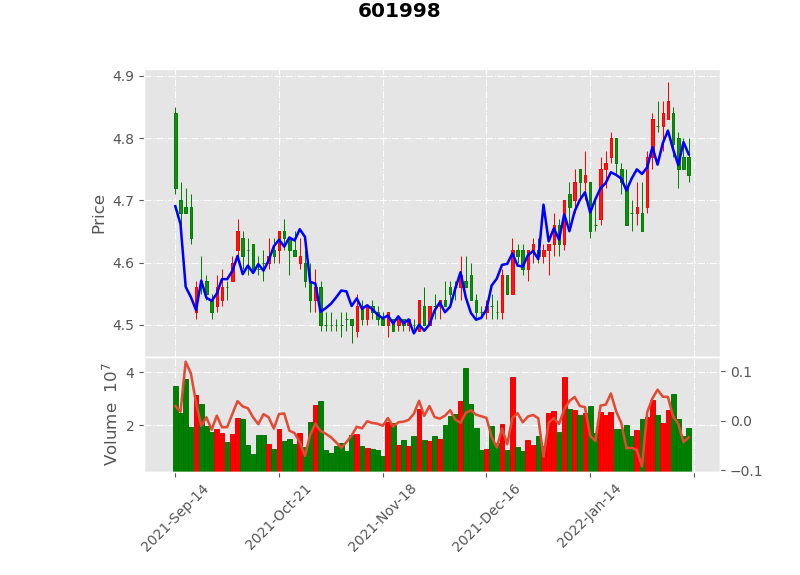 601998
4.9
4.8
4.7
4.6
4.5
Price
4
2
Volume 10^7
0.1
0.0
−0.1
2021-Sep-14
2021-Oct-21
2021-Nov-18
2021-Dec-16
2022-Jan-14